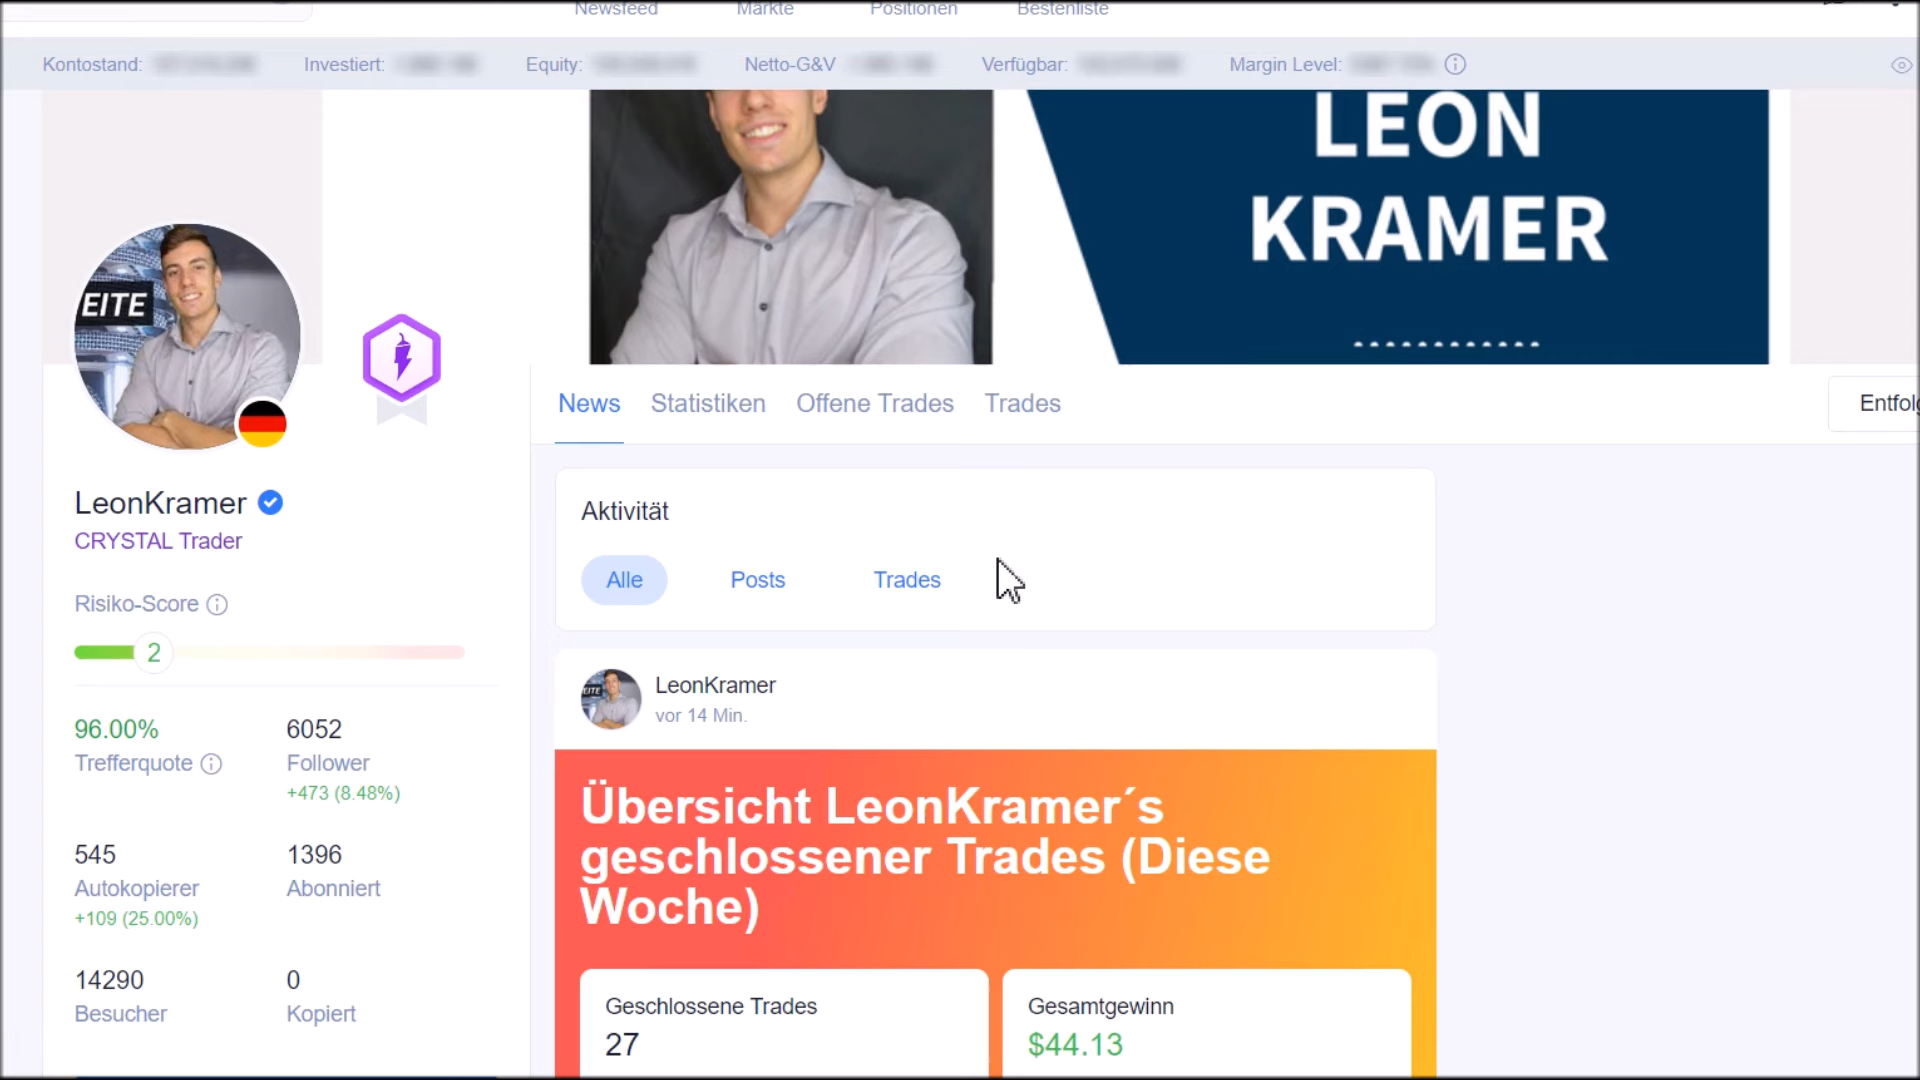 Newsfeed Märkte Positionen Bestenliste
Kontostand: Investiert: Equity: Netto-G&V Verfügbar: Margin Level:
LEON
KRAMER
EITE
News Statistiken Offene Trades Trades
LeonKramer
CRYSTAL Trader
Risiko-Score
2
96.00%
Trefferquote
6052
Follower
+473 (8.48%)
545
Autokopierer
+109 (25.00%)
1396
Abonniert
14290
Besucher
0
Kopiert
Aktivität
Alle Posts Trades
EITE
LeonKramer
vor 14 Min.
Übersicht LeonKramer´s
geschlossener Trades (Diese
Woche)
Geschlossene Trades
27
Gesamtgewinn
$44.13